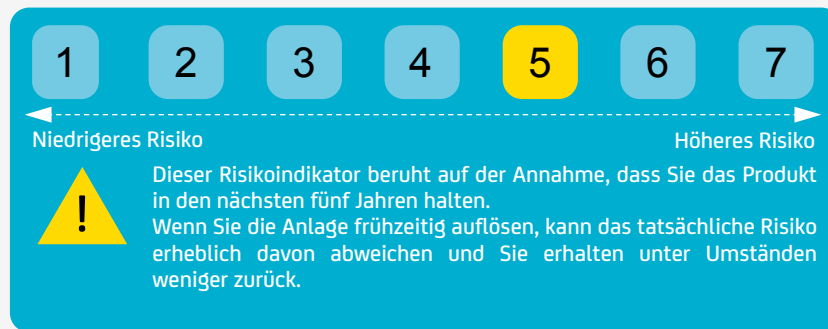 1 2 3 4 5 6 7
Niedrigeres Risiko Höheres Risiko
!
Dieser Risikoindikator beruht auf der Annahme, dass Sie das Produkt
in den nächsten fünf Jahren halten.
Wenn Sie die Anlage frühzeitig auflösen, kann das tatsächliche Risiko
erheblich davon abweichen und Sie erhalten unter Umständen
weniger zurück.